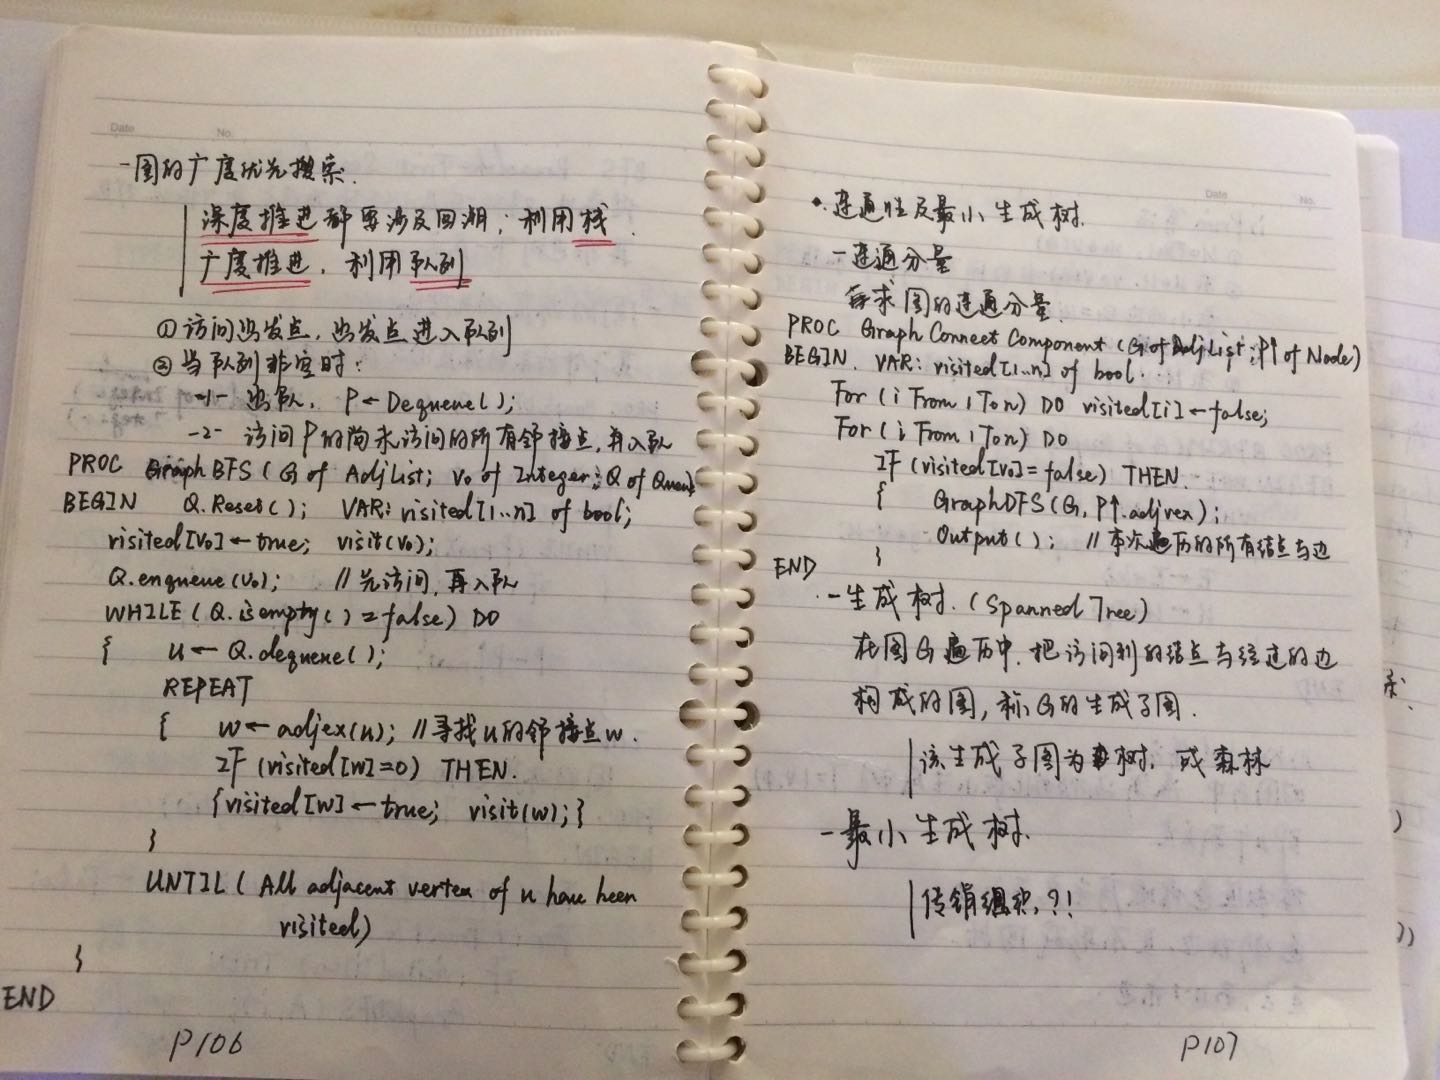 Date No.
-图的广度优先搜索.
深度推进都要涉及回溯；利用栈.
广度推进，利用队列
① 访问出发点，出发点进入队列
② 当队列非空时：
-1- 出队，P←Dequeue();
-2- 访问P的尚未访问的所有邻接点，再入队
PROC GraphBFS(G of AdjList; v0 of Integer; Q of Queue)
BEGIN Q.Reset(); VAR: visited[1..n] of bool;
visited[v0]←true; visit(v0);
Q.enqueue(v0); //先访问，再入队
WHILE(Q.isempty()=false) DO
{ u←Q.dequeue();
REPEAT
{ w←adjex(u); //寻找u的邻接点w.
IF(visited[w]=0) THEN.
{visited[w]←true; visit(w);}
}
UNTIL(All adjacent vertex of u have been
visited)
}
END
P106
Date No.
•连通性及最小生成树.
-连通分量
求图的连通分量.
PROC GraphConnectComponent(G of AdjList; P↑ of Node)
BEGIN. VAR: visited[1..n] of bool.
For(i From 1 To n) DO visited[i]←false;
For(i From 1 To n) DO
IF(visited[v0]=false) THEN.
{ GraphDFS(G, P↑.adjvex);
Output(); //本次遍历的所有结点与边
}
END
-生成树.(Spanned Tree)
在图G遍历中，把访问到的结点与经过的边
构成的图，称G的生成子图.
该生成子图为树，或森林
-最小生成树.
传销组织，?!
P107